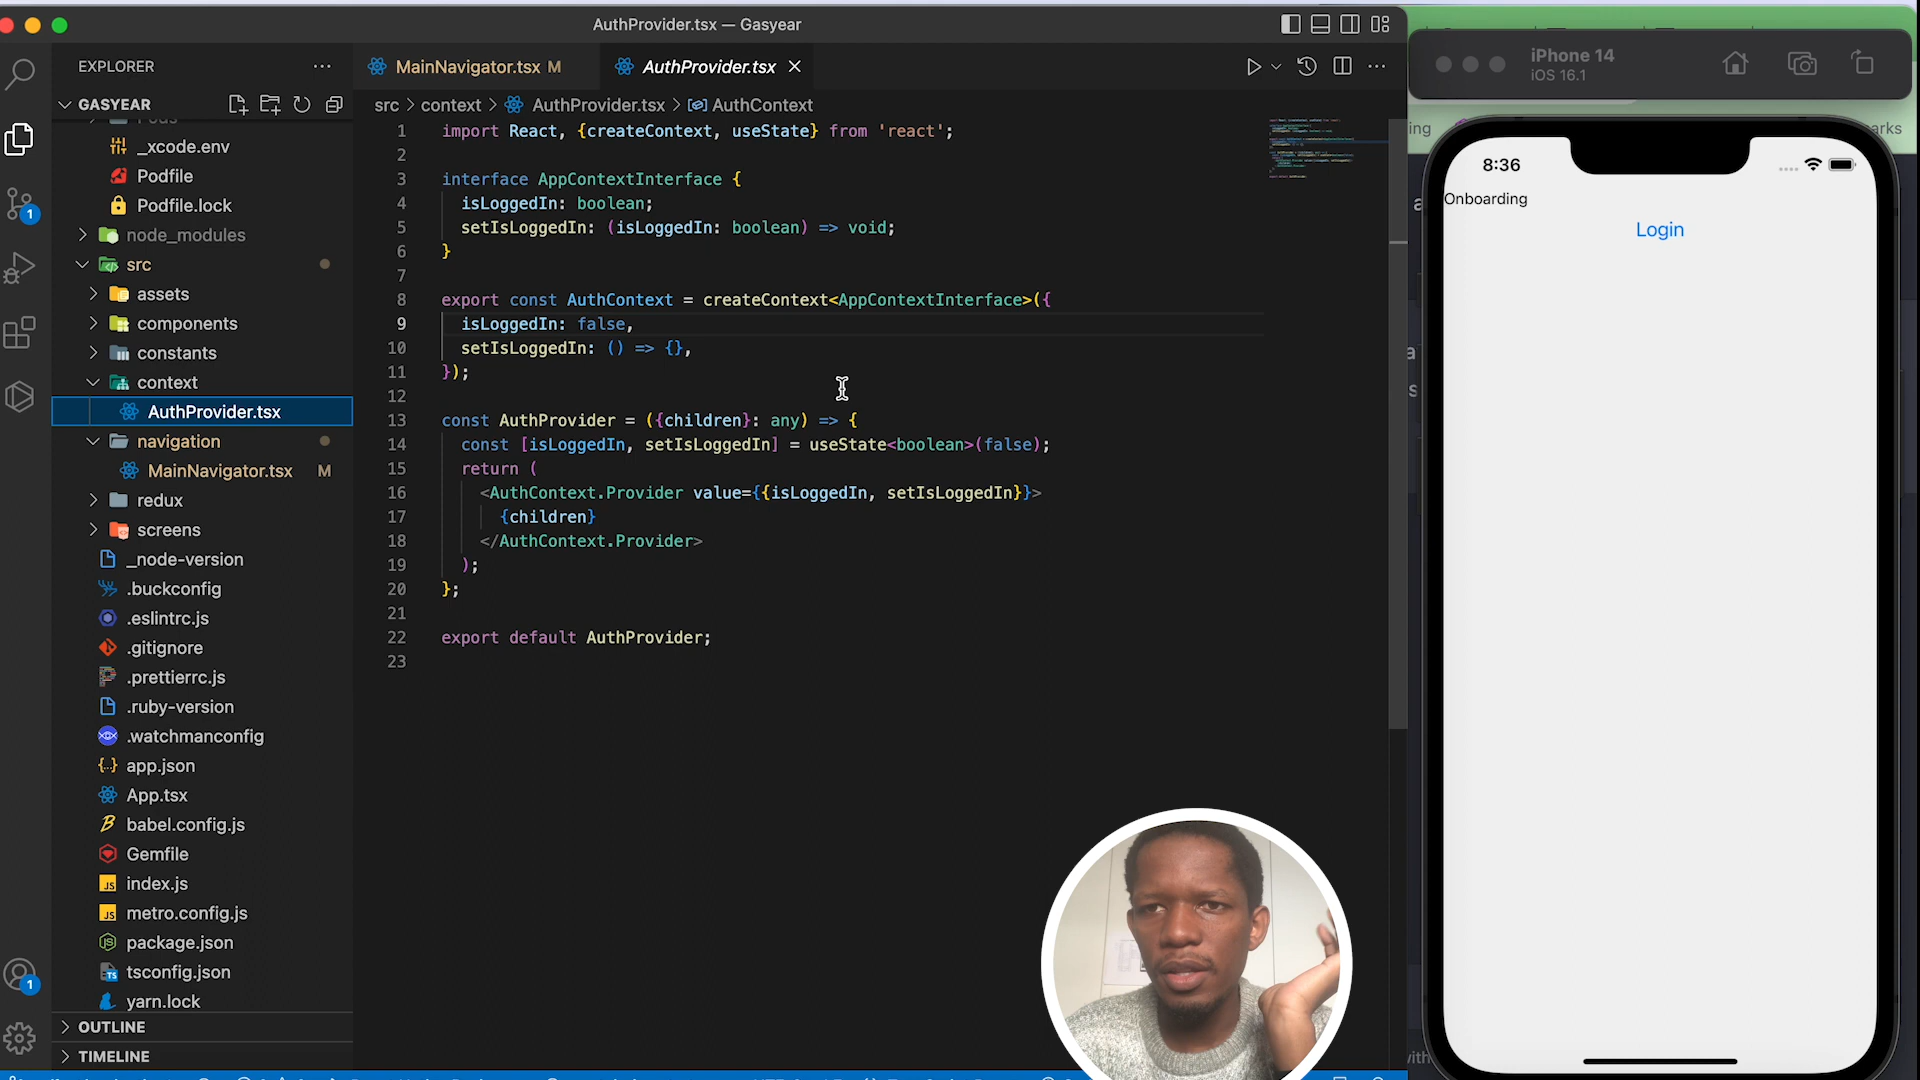 AuthProvider.tsx — Gasyear
EXPLORER
GASYEAR
Pods
_xcode.env
Podfile
Podfile.lock
node_modules
src
assets
components
constants
context
AuthProvider.tsx
navigation
MainNavigator.tsx M
redux
screens
_node-version
.buckconfig
.eslintrc.js
.gitignore
.prettierrc.js
.ruby-version
.watchmanconfig
app.json
App.tsx
babel.config.js
Gemfile
index.js
metro.config.js
package.json
tsconfig.json
yarn.lock
OUTLINE
TIMELINE
1
1
MainNavigator.tsx M
AuthProvider.tsx
src > context > AuthProvider.tsx > AuthContext
1 import React, {createContext, useState} from 'react';
2
3 interface AppContextInterface {
4 isLoggedIn: boolean;
5 setIsLoggedIn: (isLoggedIn: boolean) => void;
6 }
7
8 export const AuthContext = createContext<AppContextInterface>({
9 isLoggedIn: false,
10 setIsLoggedIn: () => {},
11 });
12
13 const AuthProvider = ({children}: any) => {
14 const [isLoggedIn, setIsLoggedIn] = useState<boolean>(false);
15 return (
16 <AuthContext.Provider value={{isLoggedIn, setIsLoggedIn}}>
17 {children}
18 </AuthContext.Provider>
19 );
20 };
21
22 export default AuthProvider;
23
iPhone 14
iOS 16.1
8:36
Onboarding
Login